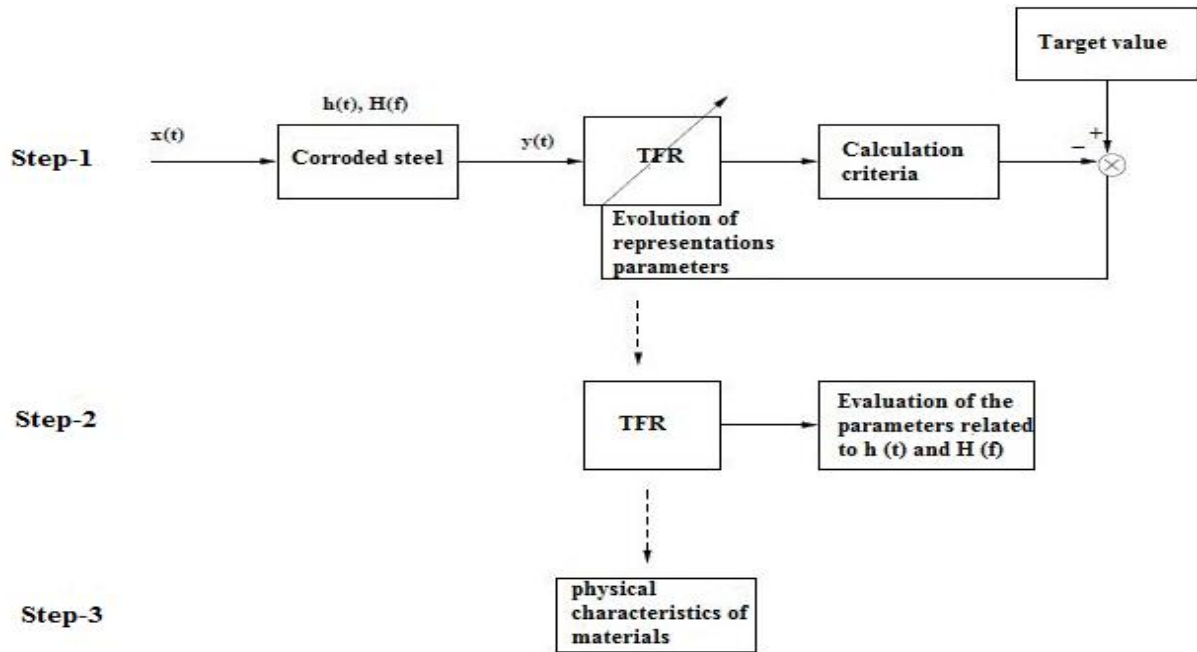 Target value
h(t), H(f)
x(t)
y(t)
Step-1
Corroded steel
TFR
Calculation
criteria
+
−
Evolution of
representations
parameters
Step-2
TFR
Evaluation of the
parameters related
to h (t) and H (f)
Step-3
physical
characteristics of
materials